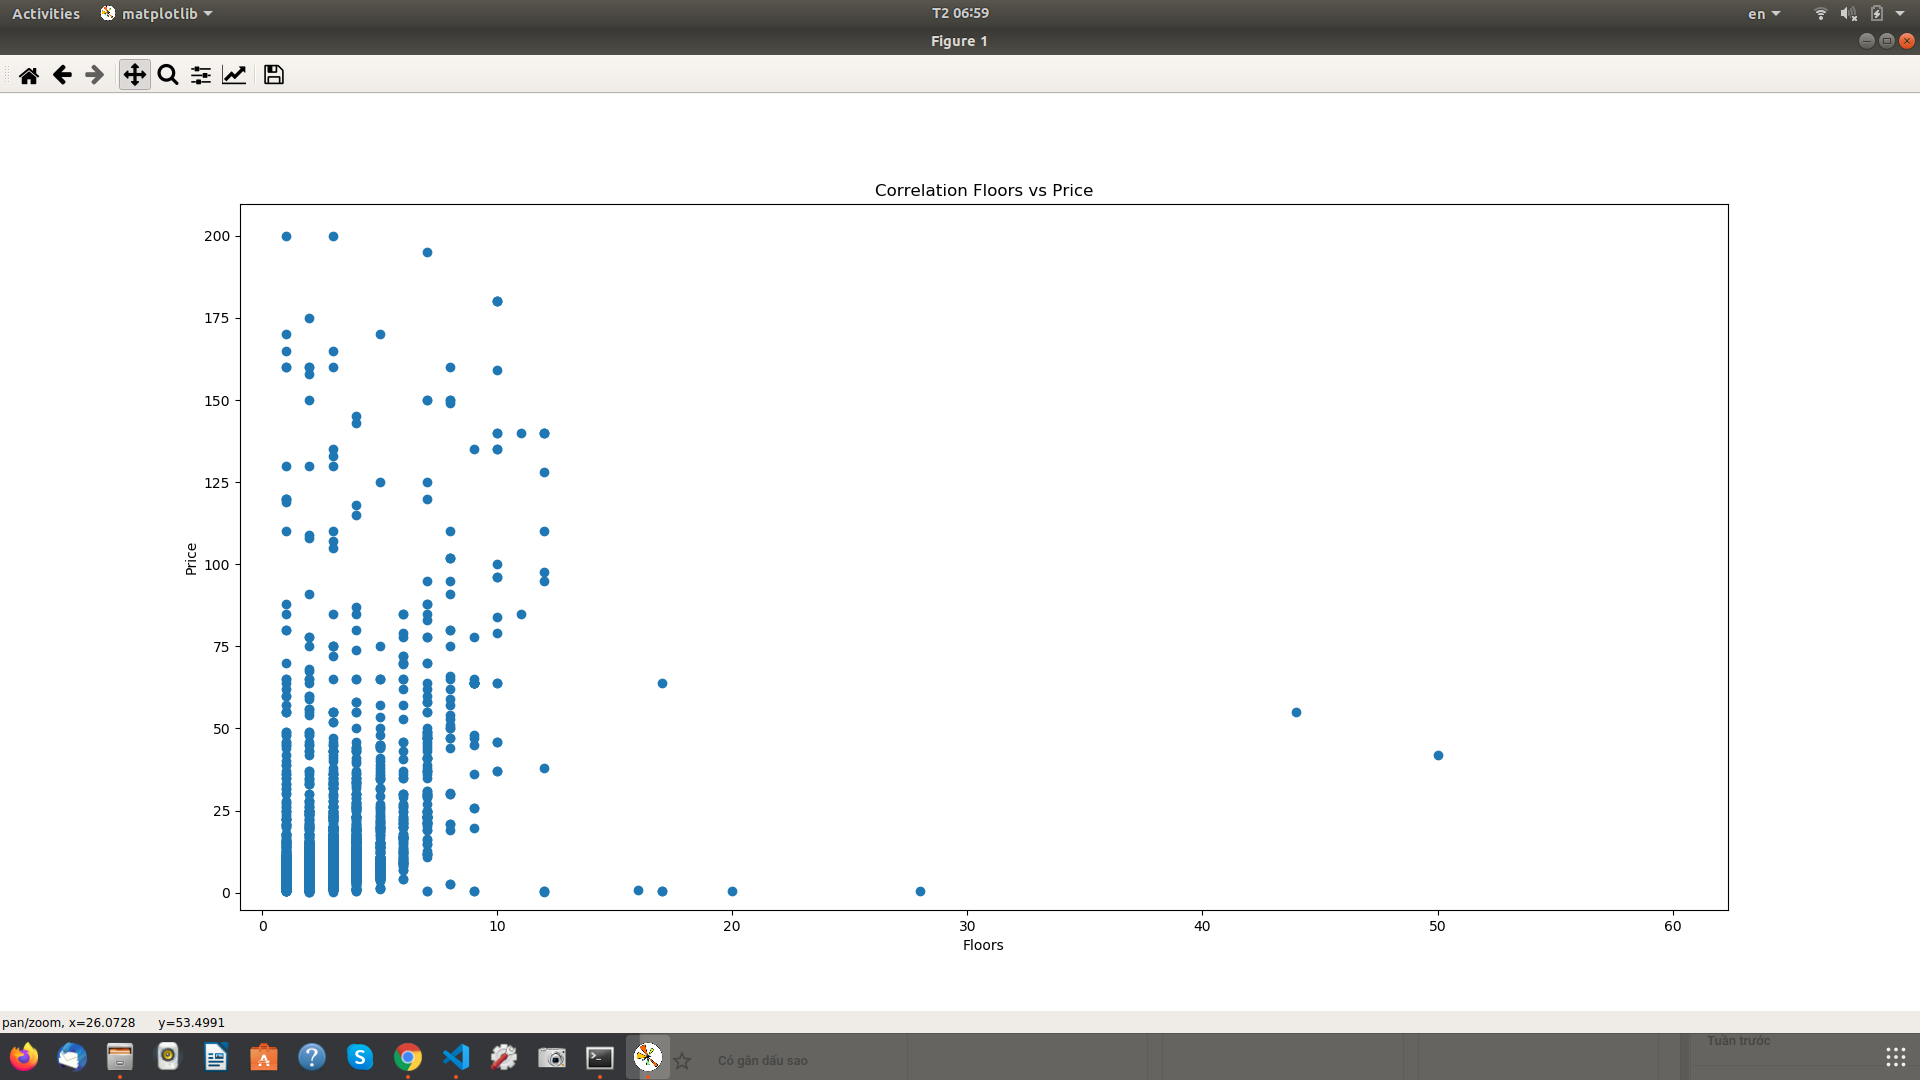 Activities matplotlib T2 06:59 en
Figure 1
Correlation Floors vs Price
200
175
150
125
100
75
50
25
0
Price
0 10 20 30 40 50 60
Floors
pan/zoom, x=26.0728 y=53.4991
Có gắn dấu sao
Tuần trước